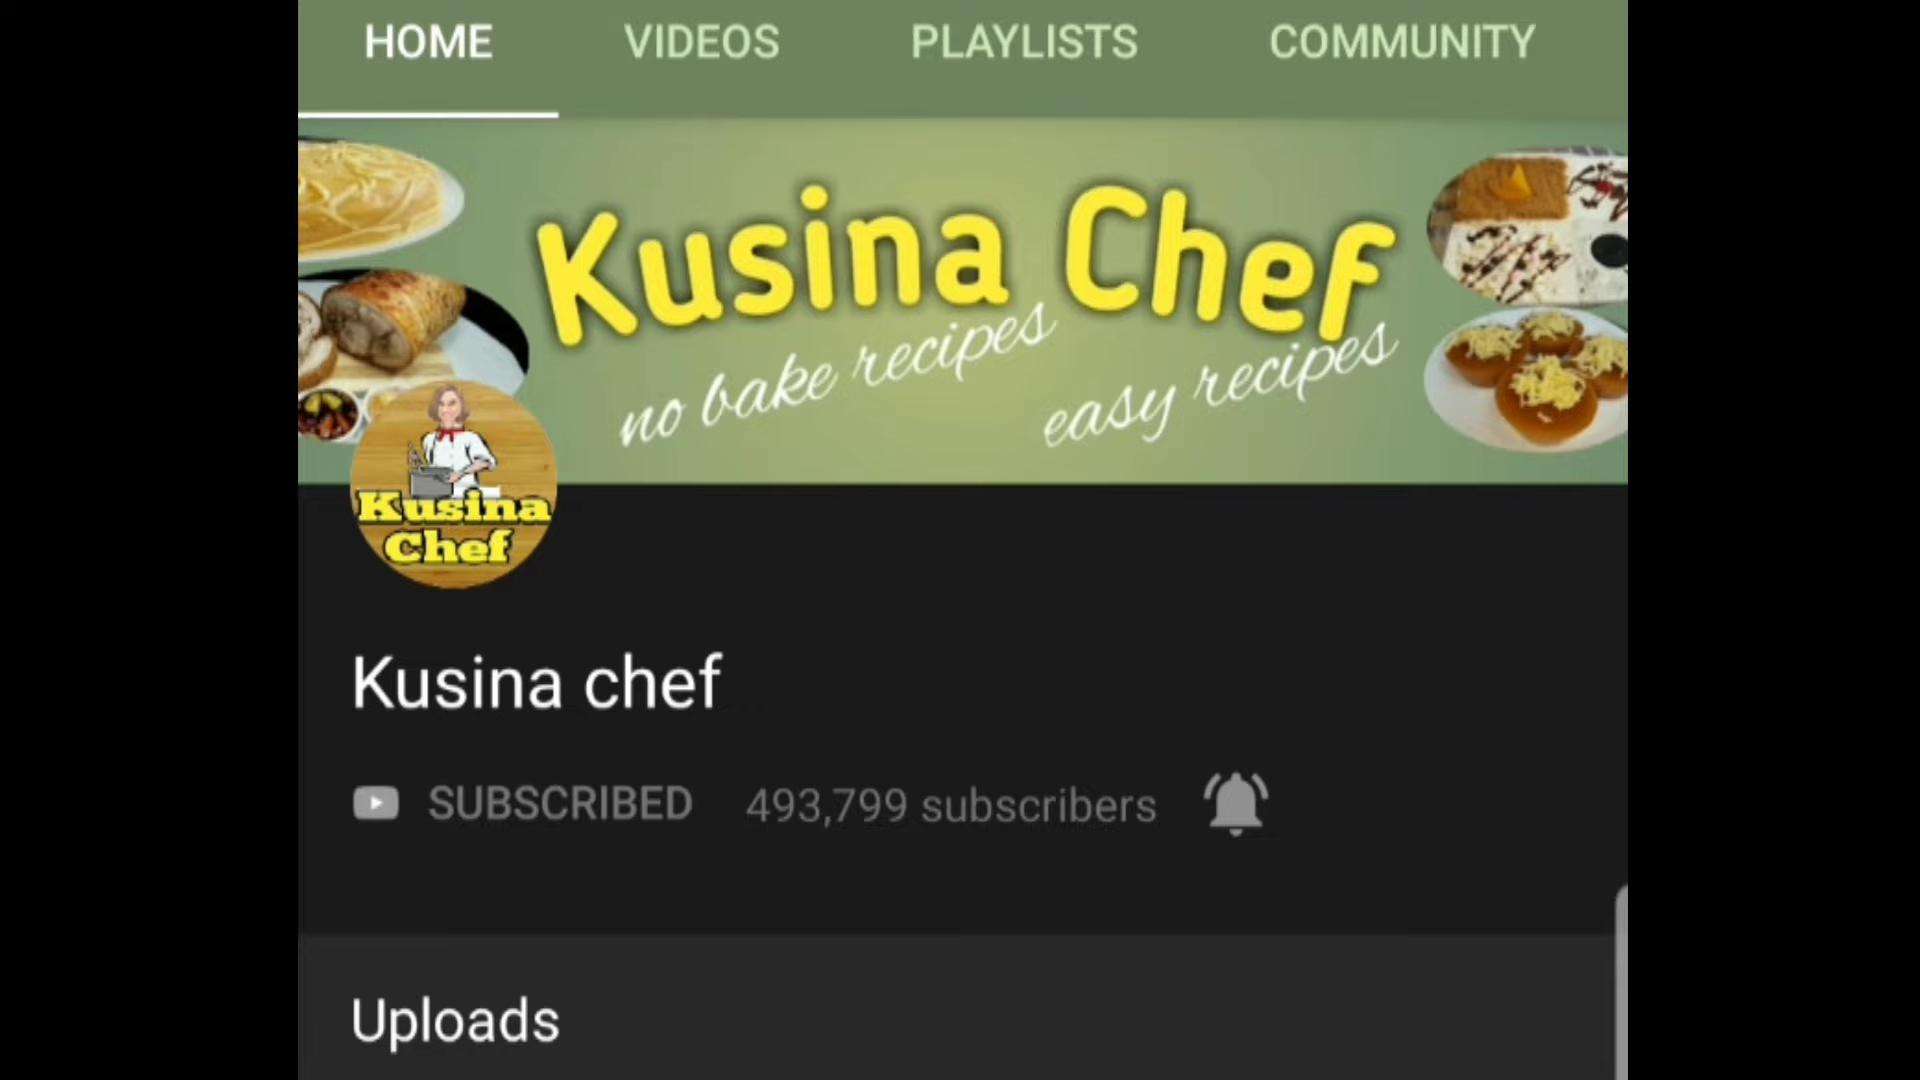 HOME VIDEOS PLAYLISTS COMMUNITY
Kusina Chef
no bake recipes
easy recipes
Kusina
Chef
Kusina chef
SUBSCRIBED 493,799 subscribers
Uploads